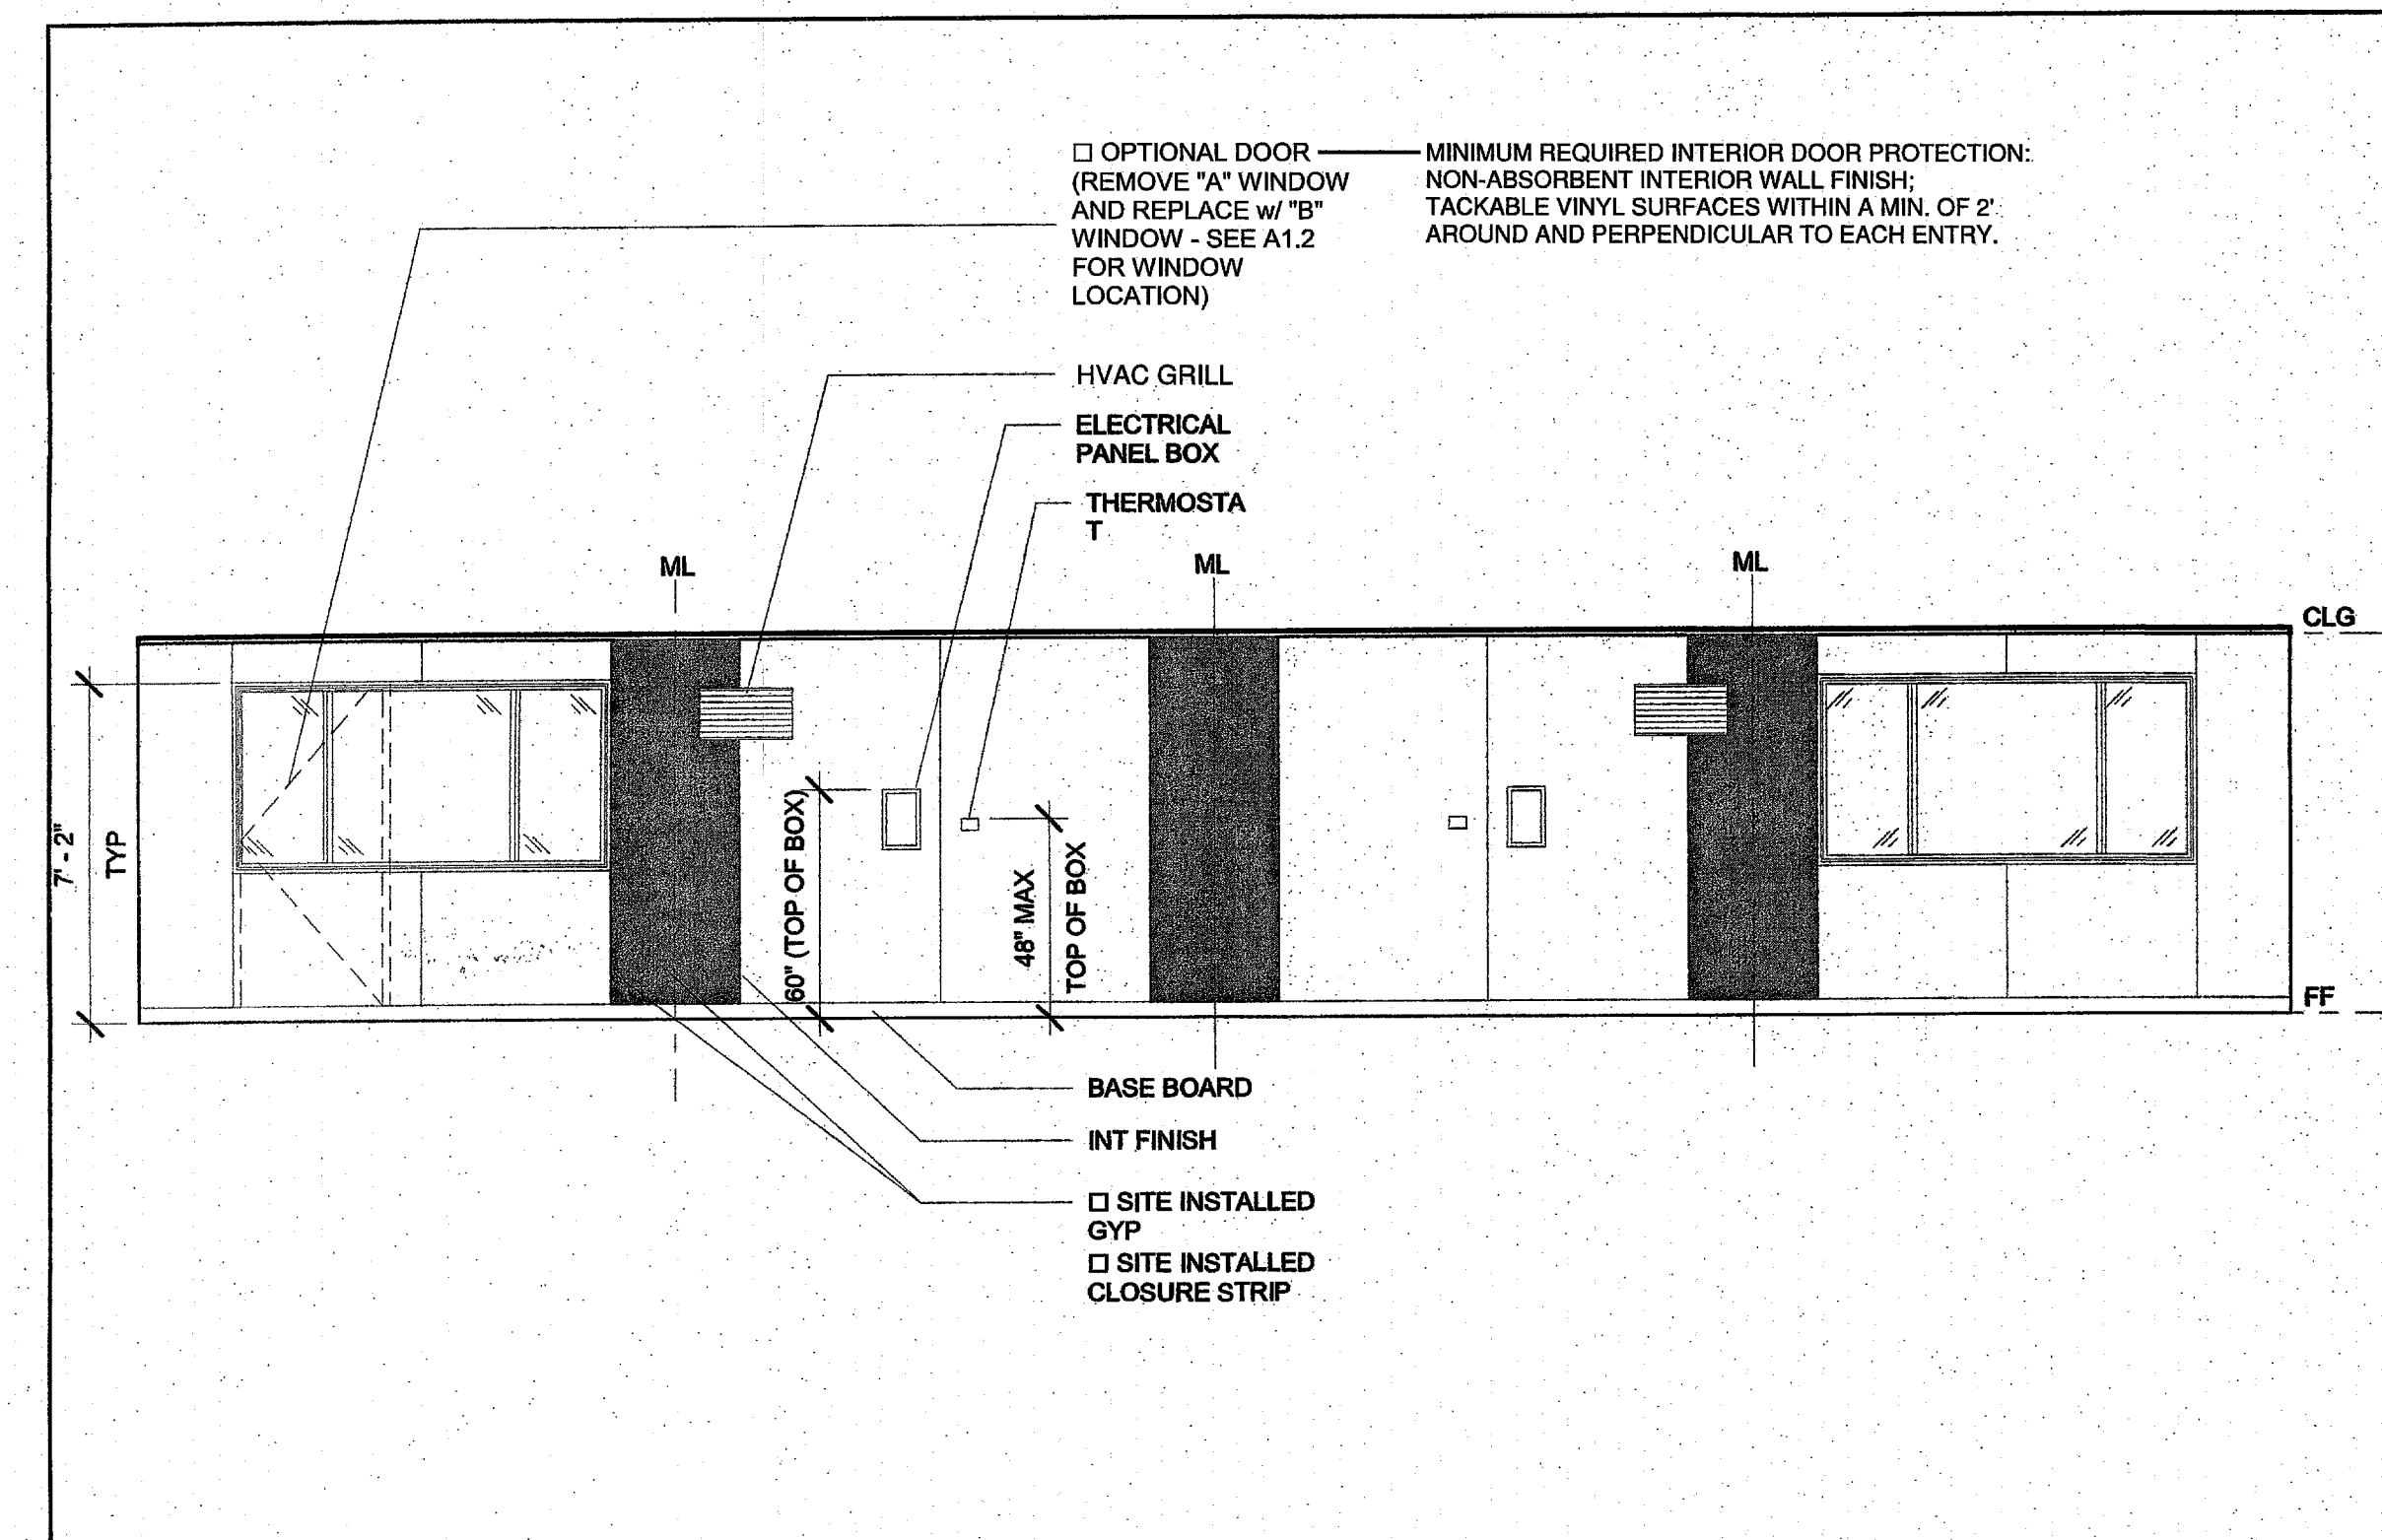 □ OPTIONAL DOOR
(REMOVE "A" WINDOW
AND REPLACE w/ "B"
WINDOW - SEE A1.2
FOR WINDOW
LOCATION)
MINIMUM REQUIRED INTERIOR DOOR PROTECTION:
NON-ABSORBENT INTERIOR WALL FINISH;
TACKABLE VINYL SURFACES WITHIN A MIN. OF 2'
AROUND AND PERPENDICULAR TO EACH ENTRY.
HVAC GRILL
ELECTRICAL
PANEL BOX
THERMOSTA
T
ML
ML
ML
CLG
7' - 2"
TYP
60" (TOP OF BOX)
48" MAX
TOP OF BOX
FF
BASE BOARD
INT FINISH
□ SITE INSTALLED
GYP
□ SITE INSTALLED
CLOSURE STRIP